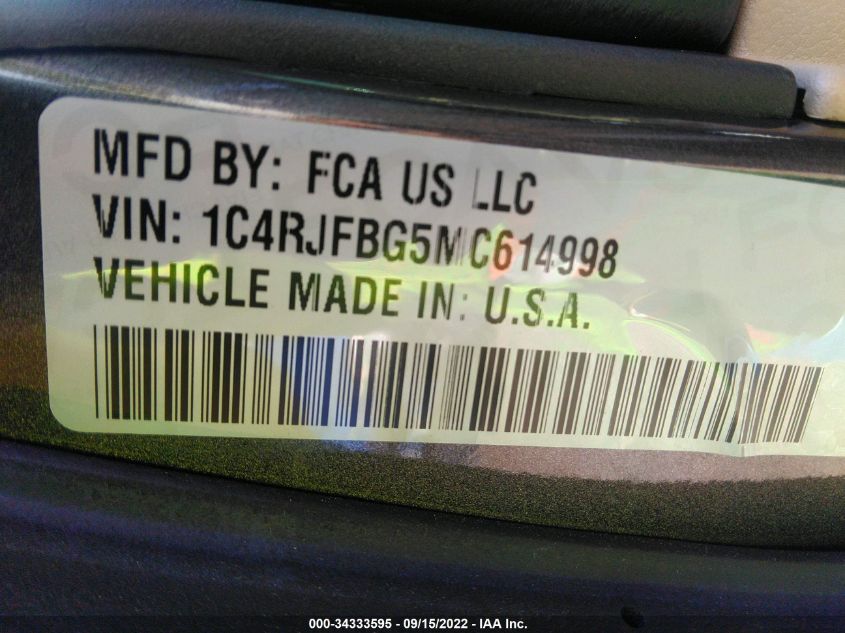 MFD BY: FCA US LLC
VIN: 1C4RJFBG5MC614998
VEHICLE MADE IN: U.S.A.
000-34333595 - 09/15/2022 - IAA Inc.